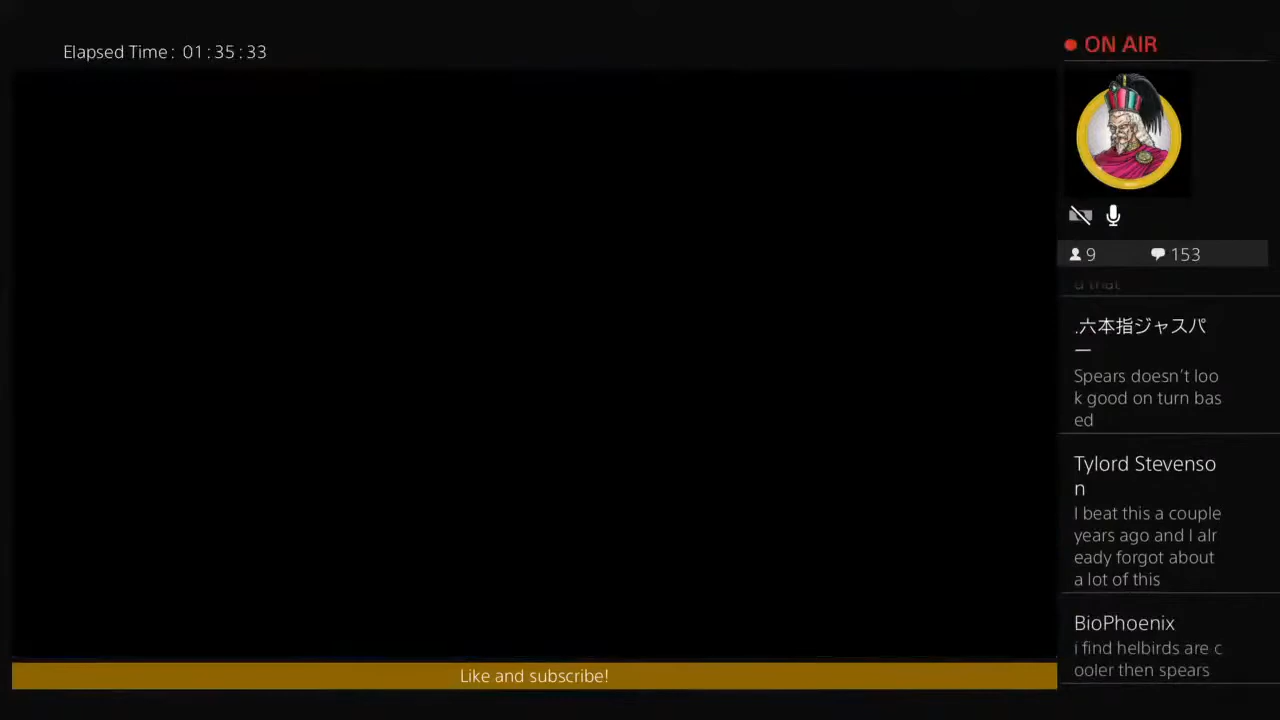 Elapsed Time: 01:35:33
ON AIR
9 153
.六本指ジャスパ
ー
Spears doesn't loo
k good on turn bas
ed
Tylord Stevenso
n
I beat this a couple
years ago and I alr
eady forgot about
a lot of this
BioPhoenix
i find helbirds are c
ooler then spears
Like and subscribe!